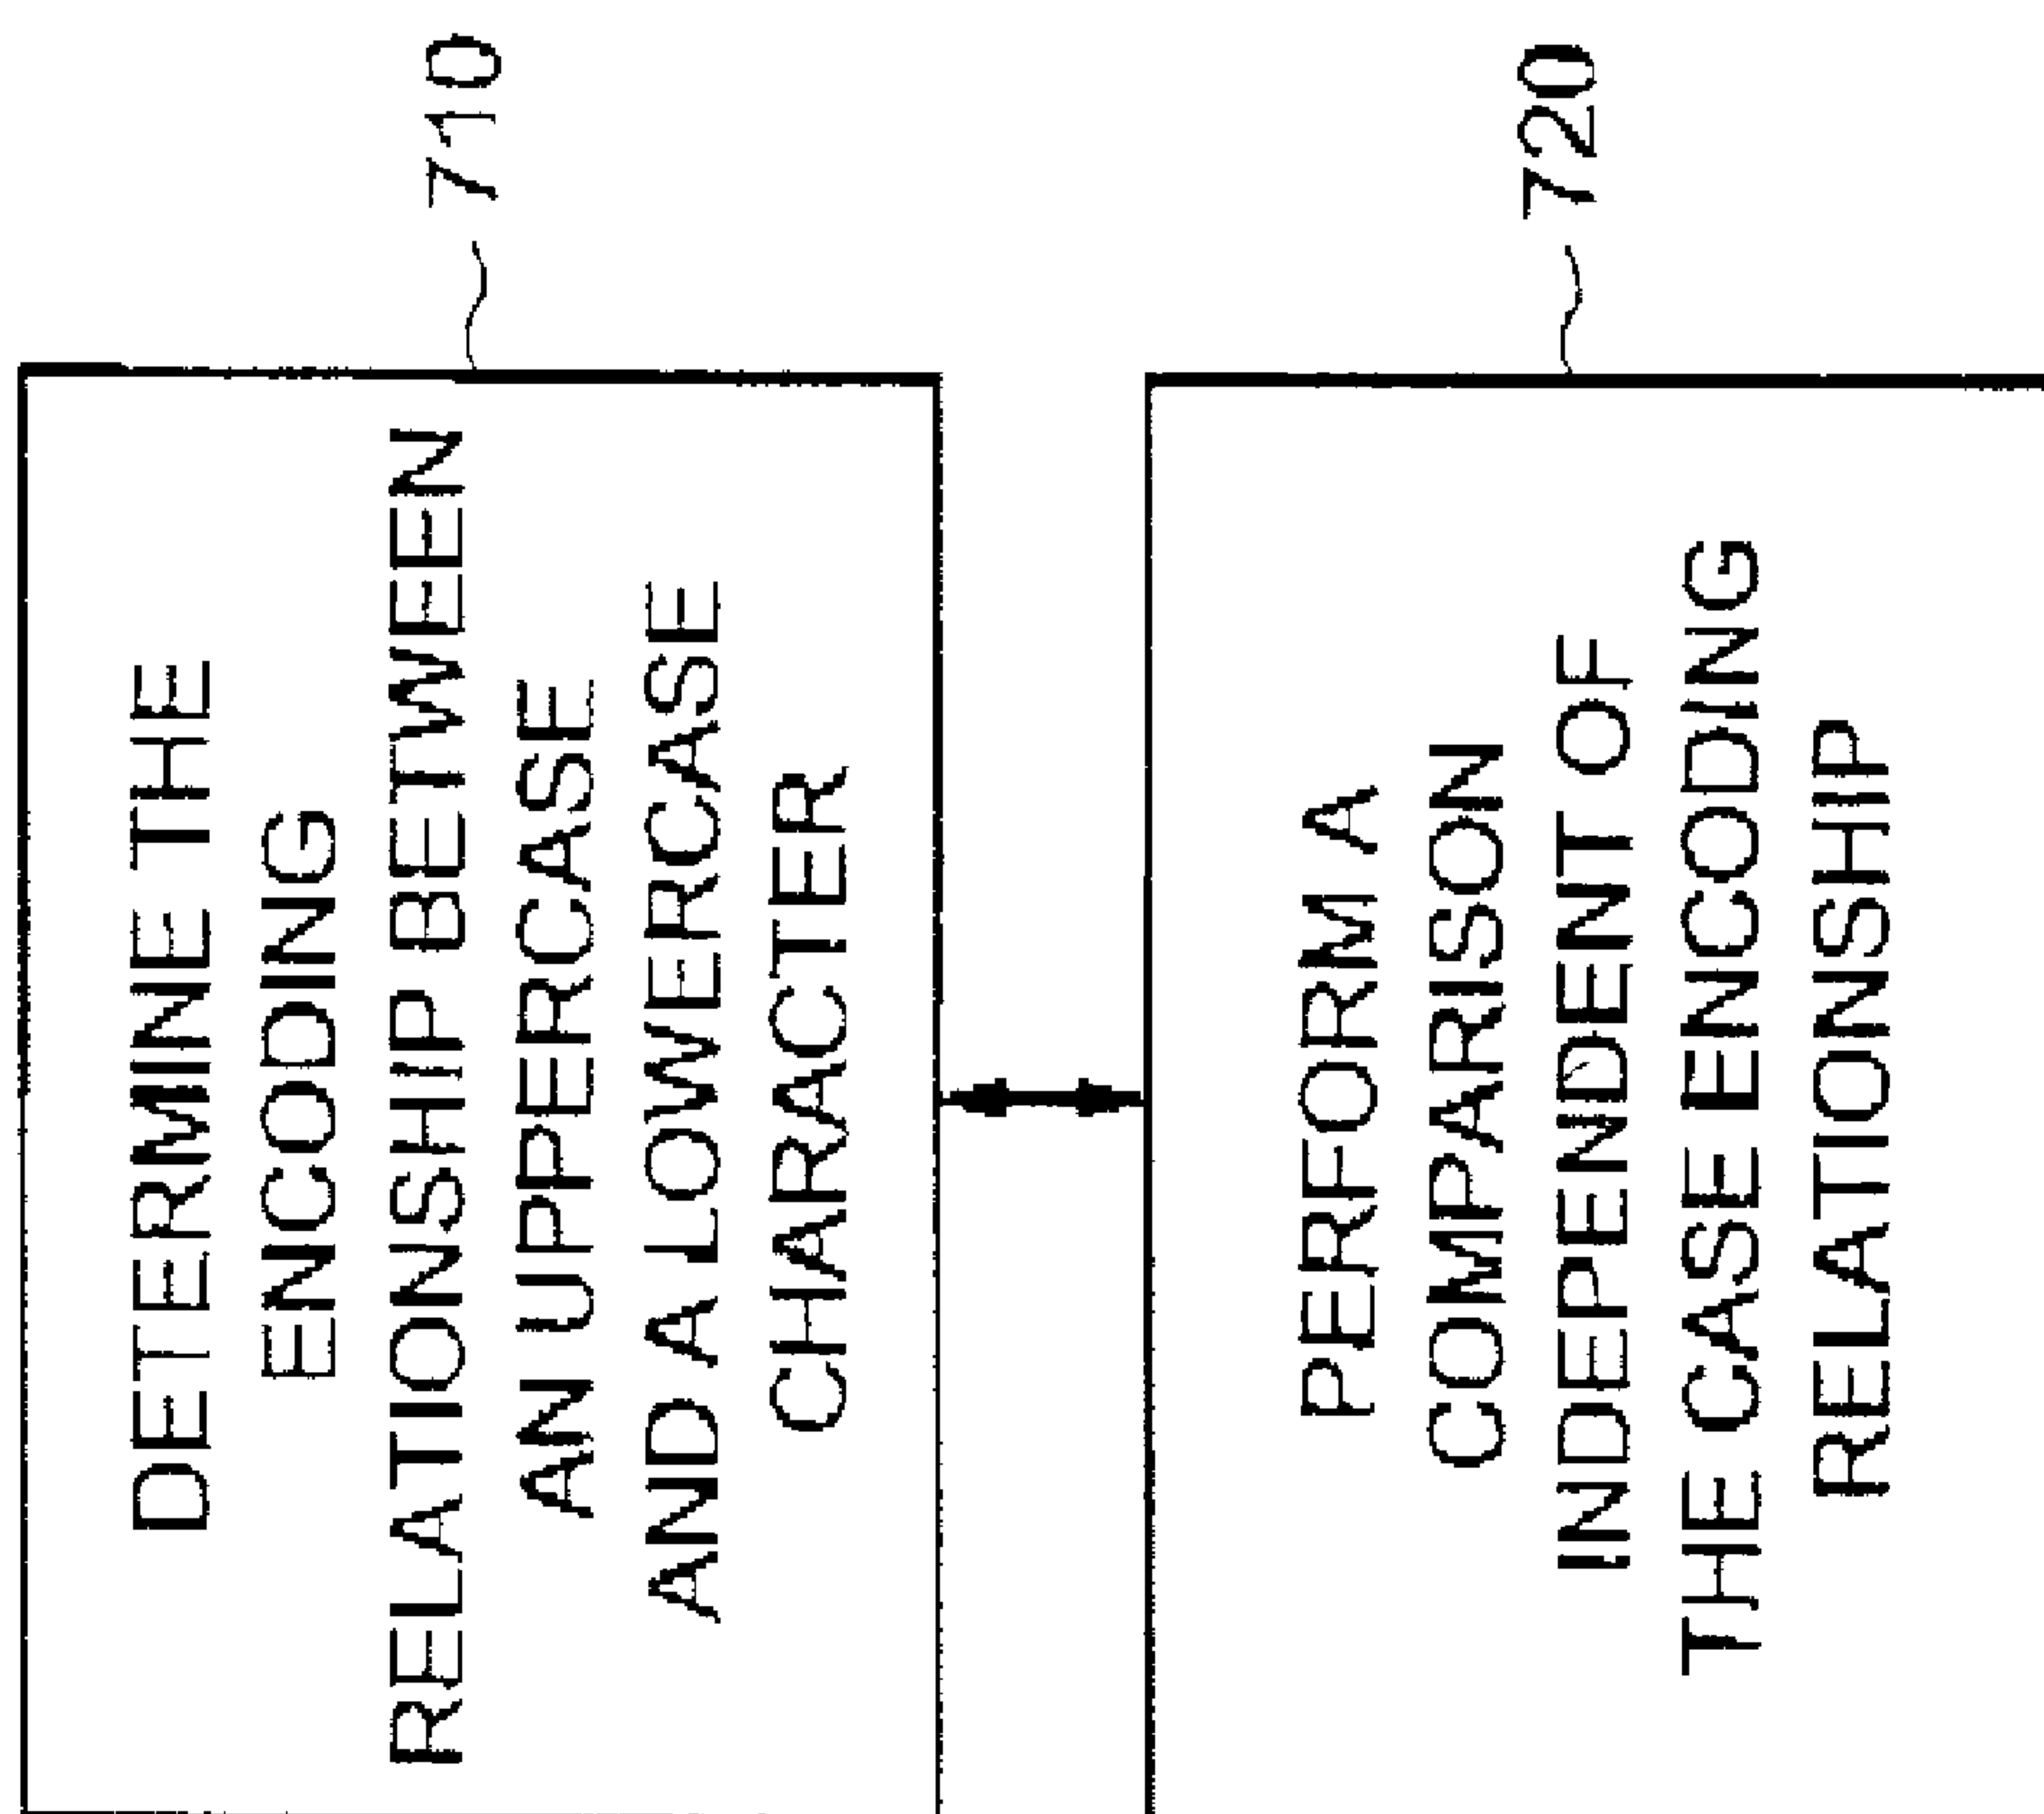 DETERMINE THE
ENCODING
RELATIONSHIP BETWEEN
AN UPPERCASE
AND A LOWERCASE
CHARACTER
710
PERFORM A
COMPARISON
INDEPENDENT OF
THE CASE ENCODING
RELATIONSHIP
720